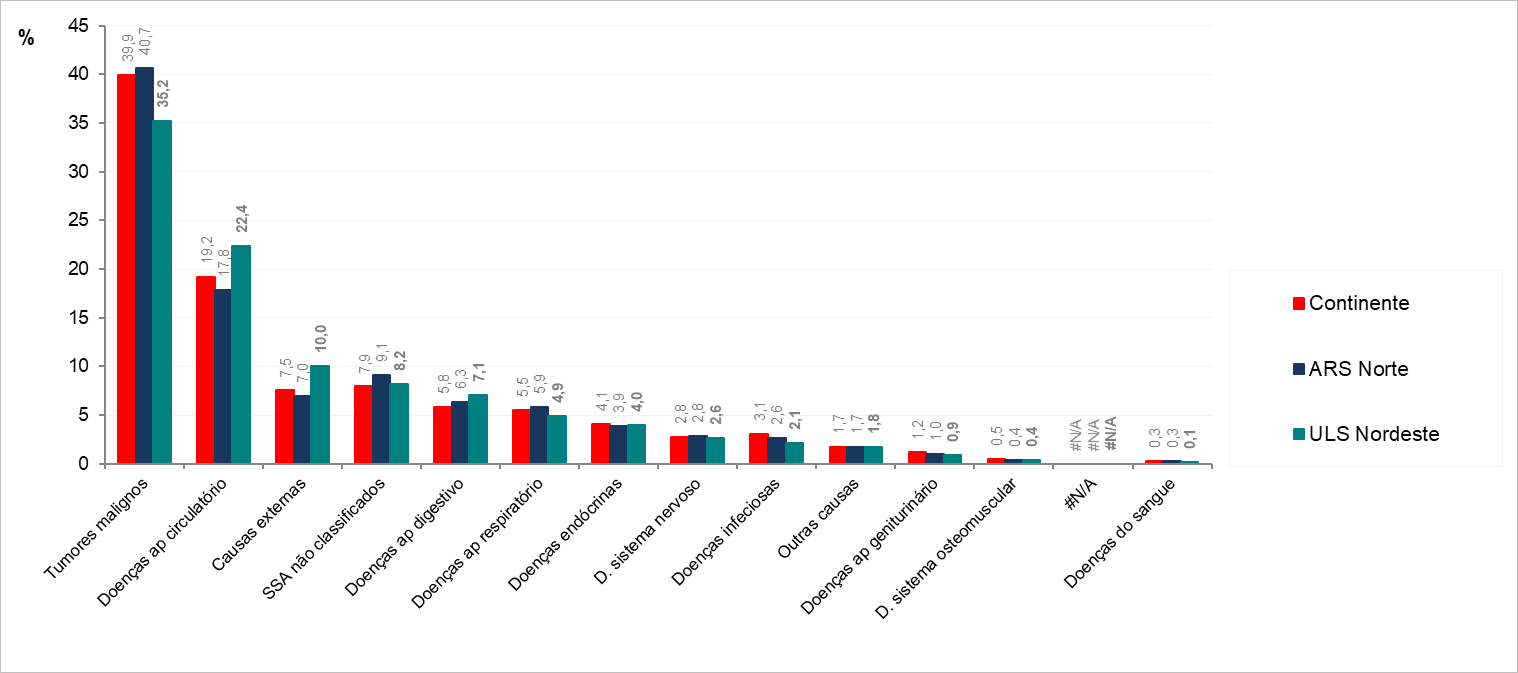 %
45
40
35
30
25
20
15
10
5
0
39,9
40,7
35,2
19,2
17,8
22,4
7,5
7,0
10,0
7,9
9,1
8,2
5,8
6,3
7,1
5,5
5,9
4,9
4,1
3,9
4,0
2,8
2,8
2,6
3,1
2,6
2,1
1,7
1,7
1,8
1,2
1,0
0,9
0,5
0,4
0,4
#N/A
#N/A
#N/A
0,3
0,3
0,1
Tumores malignos
Doenças ap circulatório
Causas externas
SSA não classificados
Doenças ap digestivo
Doenças ap respiratório
Doenças endócrinas
D. sistema nervoso
Doenças infeciosas
Outras causas
Doenças ap geniturinário
D. sistema osteomuscular
#N/A
Doenças do sangue
Continente
ARS Norte
ULS Nordeste